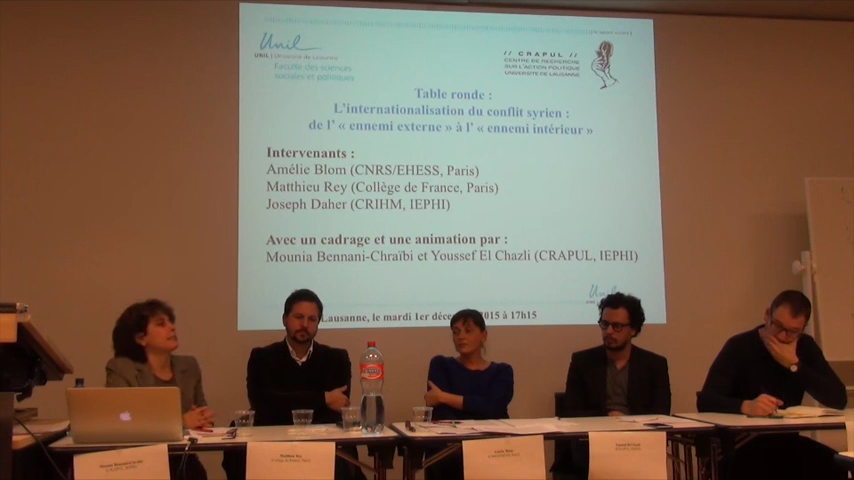 Unil
UNIL | Université de Lausanne
Faculté des sciences
sociales et politiques
// CRAPUL //
CENTRE DE RECHERCHE
SUR L'ACTION POLITIQUE
UNIVERSITÉ DE LAUSANNE
Table ronde :
L'internationalisation du conflit syrien :
de l' « ennemi externe » à l' « ennemi intérieur »
Intervenants :
Amélie Blom (CNRS/EHESS, Paris)
Matthieu Rey (Collège de France, Paris)
Joseph Daher (CRIHM, IEPHI)
Avec un cadrage et une animation par :
Mounia Bennani-Chraïbi et Youssef El Chazli (CRAPUL, IEPHI)
Unil
Lausanne, le mardi 1er 2015 à 17h15
Matthieu Rey